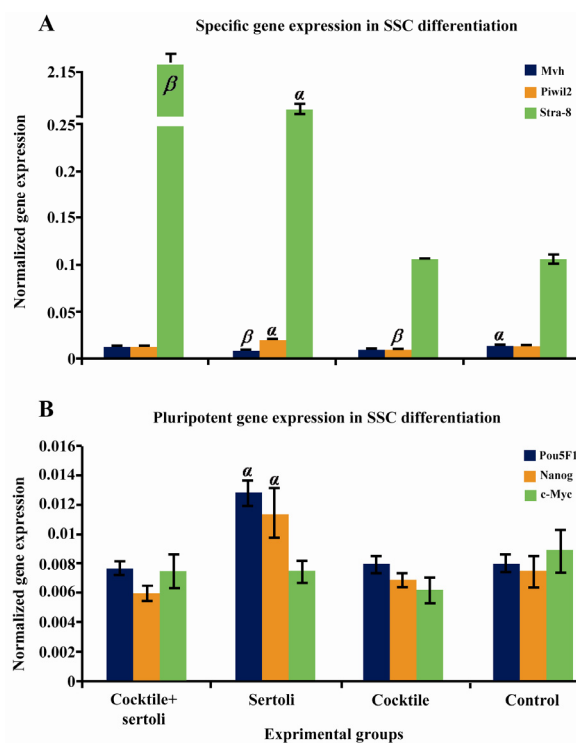 A
Specific gene expression in SSC differentiation
Mvh
Piwil2
Stra-8
Normalized gene expression
2.15
0.25
0.2
0.15
0.1
0.05
0
β
β
α
α
β
α
B
Pluripotent gene expression in SSC differentiation
Pou5F1
Nanog
c-Myc
Normalized gene expression
0.016
0.014
0.012
0.010
0.008
0.006
0.004
0.002
0
α
α
Cocktile+
sertoli
Sertoli
Cocktile
Control
Exprimental groups